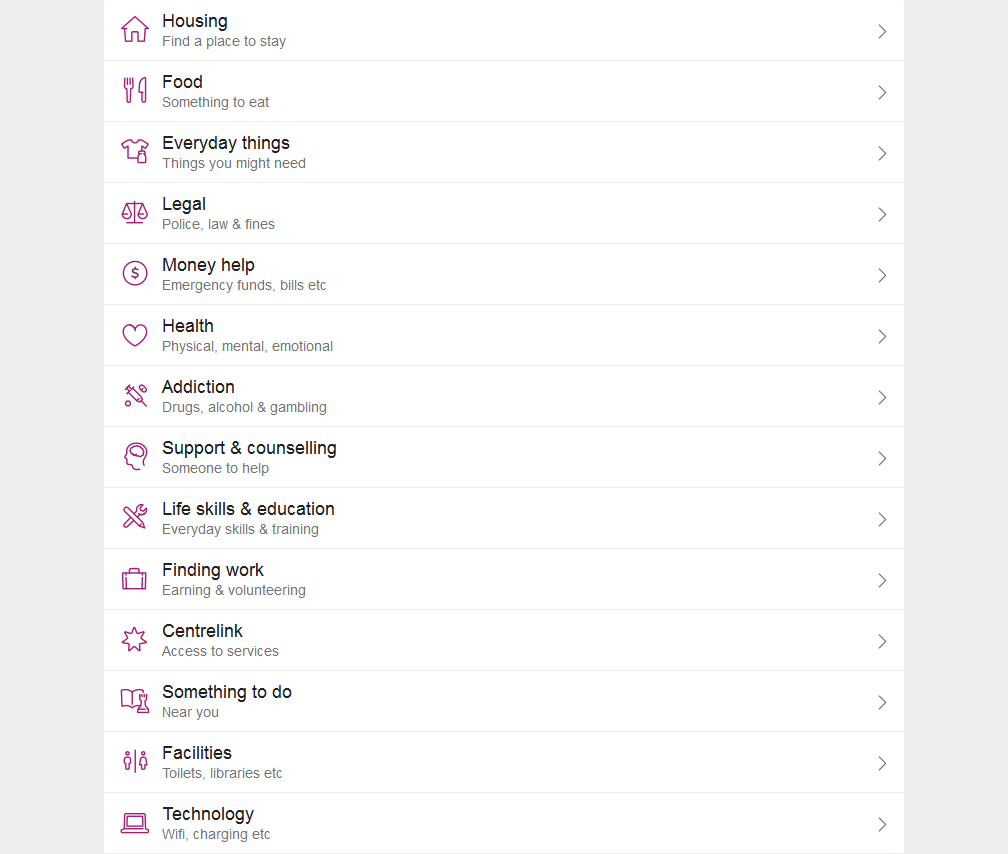 Housing
Find a place to stay
Food
Something to eat
Everyday things
Things you might need
Legal
Police, law & fines
Money help
$
Emergency funds, bills etc
Health
Physical, mental, emotional
Addiction
Drugs, alcohol & gambling
Support & counselling
Someone to help
Life skills & education
Everyday skills & training
Finding work
Earning & volunteering
Centrelink
Access to services
Something to do
Near you
Facilities
Toilets, libraries etc
Technology
Wifi, charging etc